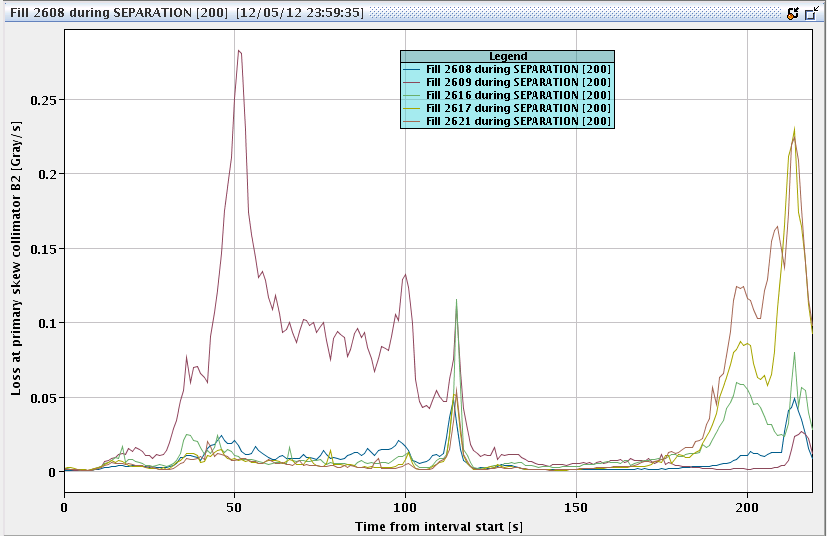 Fill 2608 during SEPARATION [200] [12/05/12 23:59:35]
Legend
Fill 2608 during SEPARATION [200]
Fill 2609 during SEPARATION [200]
Fill 2616 during SEPARATION [200]
Fill 2617 during SEPARATION [200]
Fill 2621 during SEPARATION [200]
Loss at primary skew collimator B2 [Gray/s]
0.25
0.2
0.15
0.1
0.05
0
0 50 100 150 200
Time from interval start [s]